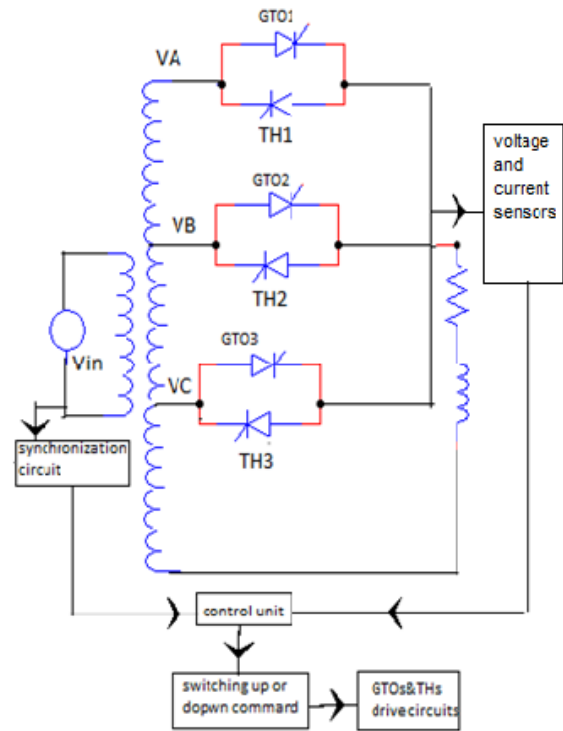 GTO1
VA
TH1
voltage
and
current
sensors
GTO2
VB
TH2
Vin
GTO3
VC
TH3
synchronization
circuit
control unit
switching up or
dopwn commard
GTOs&THs
drive circuits